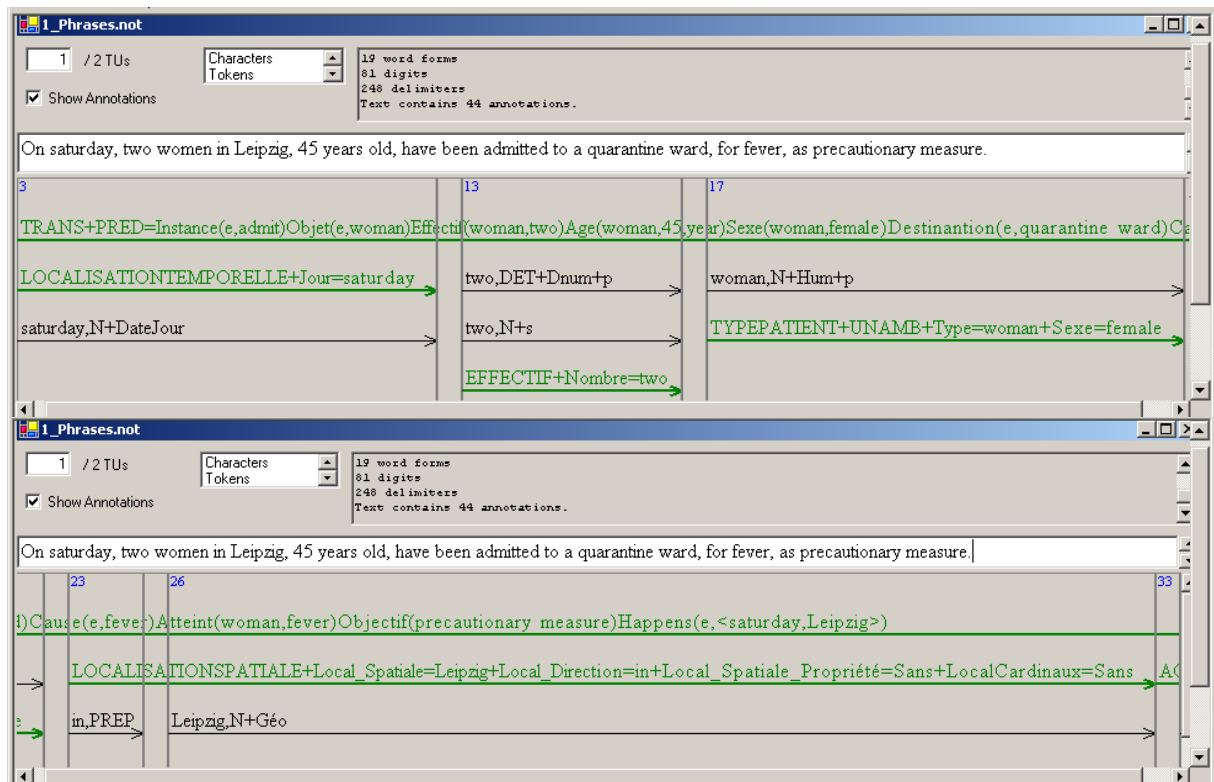 1_Phrases.not
1 / 2 TUs
Characters
Tokens
Show Annotations
19 word forms
81 digits
248 delimiters
Text contains 44 annotations.
On saturday, two women in Leipzig, 45 years old, have been admitted to a quarantine ward, for fever, as precautionary measure.
3 13 17
TRANS+PRED=Instance(e,admit)Objet(e,woman)Effectif(woman,two)Age(woman,45,year)Sexe(woman,female)Destinantion(e,quarantine ward)Ca
LOCALISATIONTEMPORELLE+Jour=saturday two,DET+Dnum+p woman,N+Hum+p
saturday,N+DateJour two,N+s TYPEPATIENT+UNAMB+Type=woman+Sexe=female
EFFECTIF+Nombre=two
1_Phrases.not
1 / 2 TUs
Characters
Tokens
Show Annotations
19 word forms
81 digits
248 delimiters
Text contains 44 annotations.
On saturday, two women in Leipzig, 45 years old, have been admitted to a quarantine ward, for fever, as precautionary measure.
23 26 33
d)Cause(e,fever)Atteint(woman,fever)Objectif(precautionary measure)Happens(e,<saturday,Leipzig>)
LOCALISATIONSPATIALE+Local_Spatiale=Leipzig+Local_Direction=in+Local_Spatiale_Propriété=Sans+LocalCardinaux=Sans
e in,PREP Leipzig,N+Géo